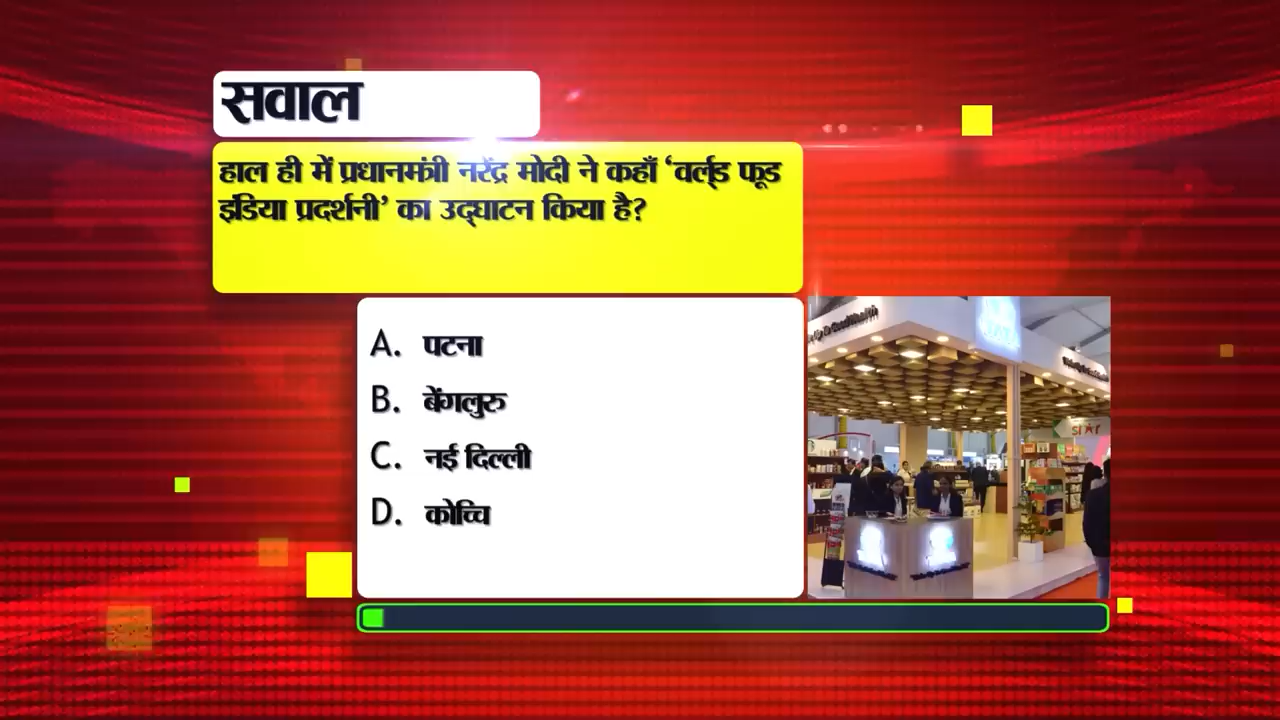 सवाल
हाल ही में प्रधानमंत्री नरेंद्र मोदी ने कहाँ ‘वर्ल्ड फूड
इंडिया प्रदर्शनी’ का उद्घाटन किया है?
A. पटना
B. बेंगलुरु
C. नई दिल्ली
D. कोच्चि